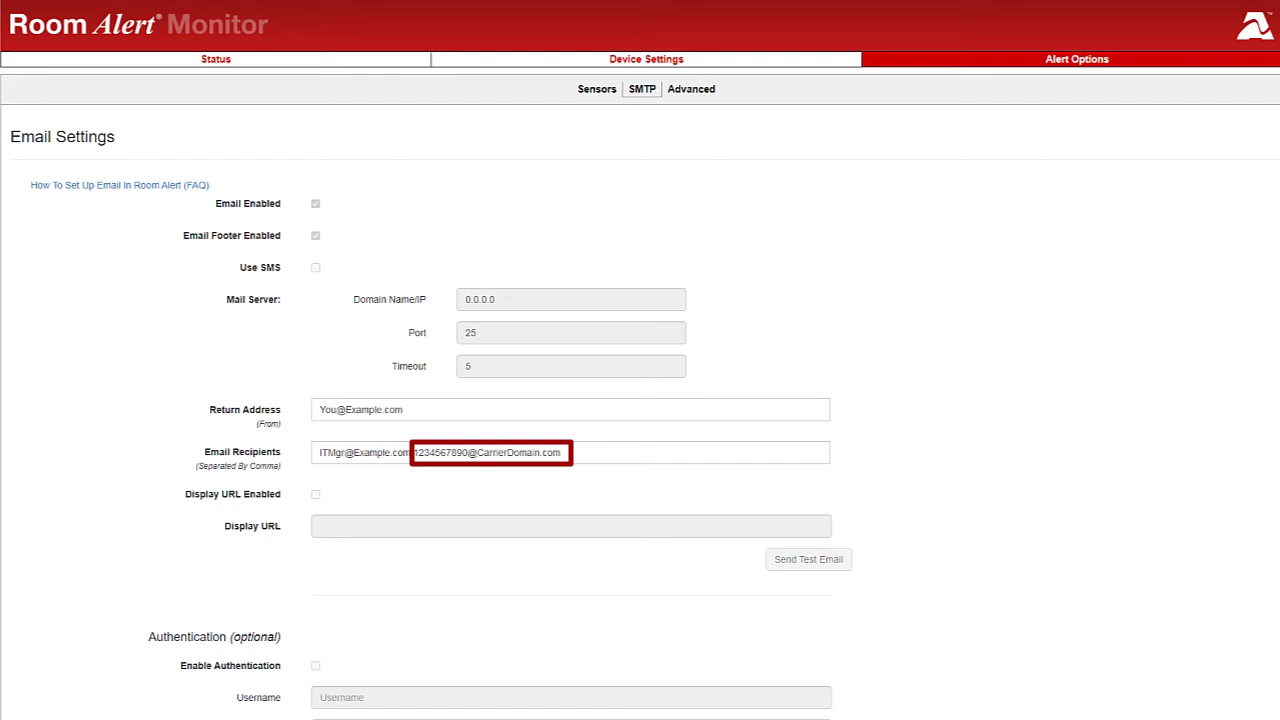 Room Alert® Monitor
Status Device Settings Alert Options
Sensors SMTP Advanced
Email Settings
How To Set Up Email In Room Alert (FAQ)
Email Enabled
Email Footer Enabled
Use SMS
Mail Server: Domain Name/IP 0.0.0.0
Port 25
Timeout 5
Return Address You@Example.com
(From)
Email Recipients ITMgr@Example.com 1234567890@CarrierDomain.com
(Separated By Comma)
Display URL Enabled
Display URL
Send Test Email
Authentication (optional)
Enable Authentication
Username Username